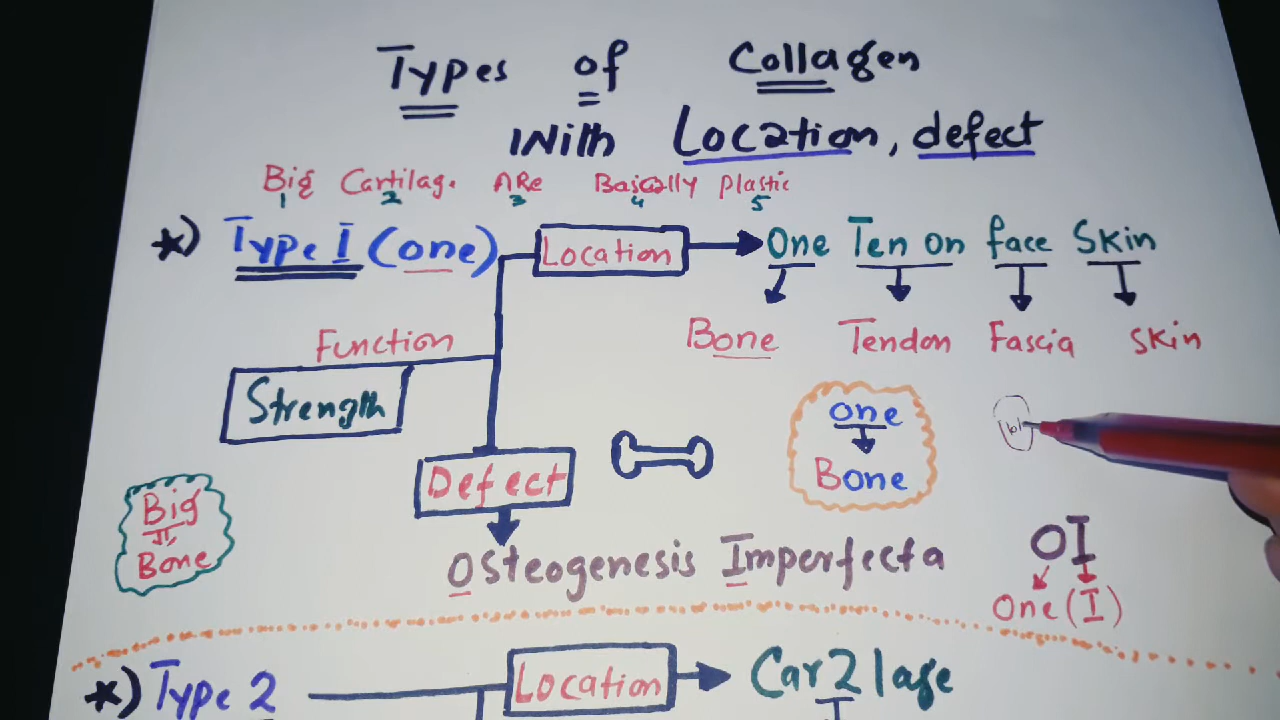 Types of Collagen
With Location, defect
Big Cartilage ARe Basically Plastic
1 2 3 4 5
*) Type I (one)
Location
One Ten on face Skin
Bone Tendon Fascia Skin
Function
Strength
one
Bone
Defect
Big
Bone
Osteogenesis Imperfecta
OI
One (I)
*) Type 2
Location
Car2lage